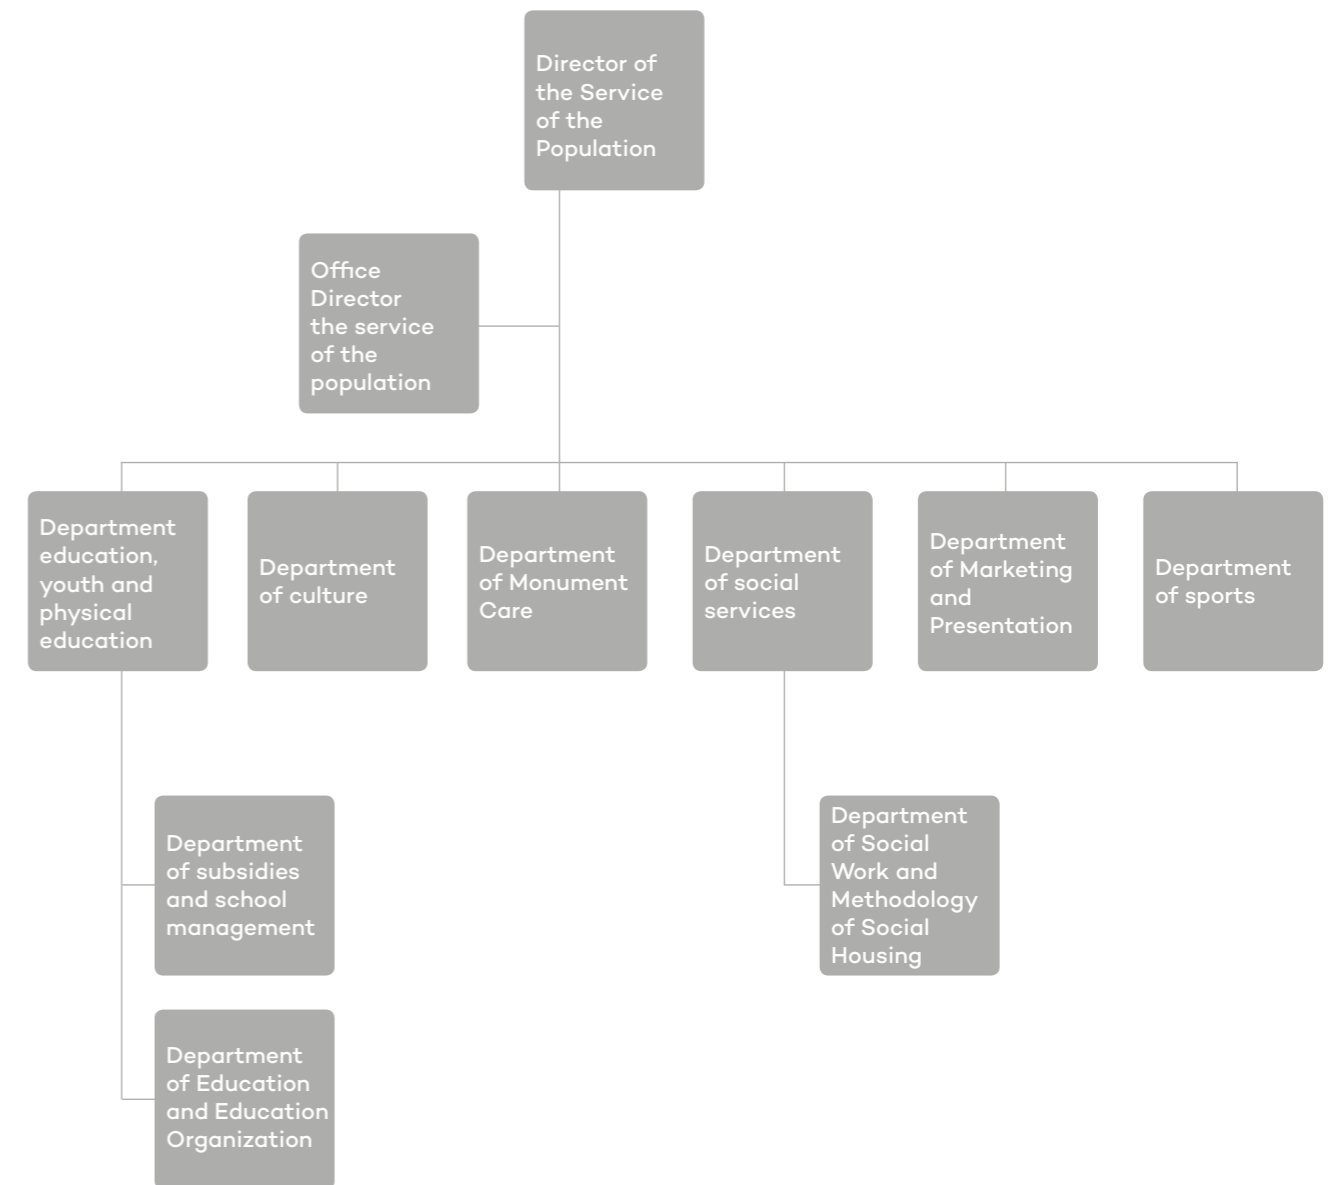 Director of
the Service
of the
Population
Office
Director
the service
of the
population
Department
education,
youth and
physical
education
Department
of culture
Department
of Monument
Care
Department
of social
services
Department
of Marketing
and
Presentation
Department
of sports
Department
of subsidies
and school
management
Department
of Social
Work and
Methodology
of Social
Housing
Department
of Education
and Education
Organization